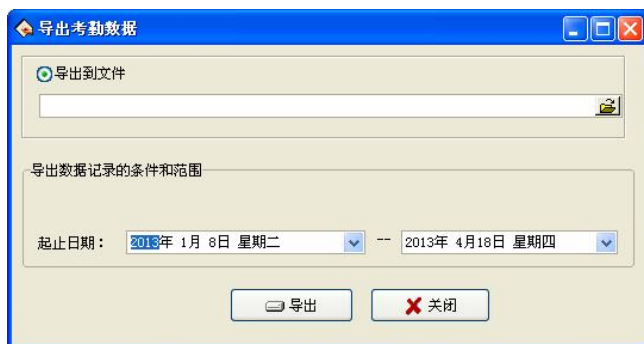 导出考勤数据
导出到文件
导出数据记录的条件和范围
起止日期： 2013年 1月 8日 星期二 -- 2013年 4月18日 星期四
导出 关闭